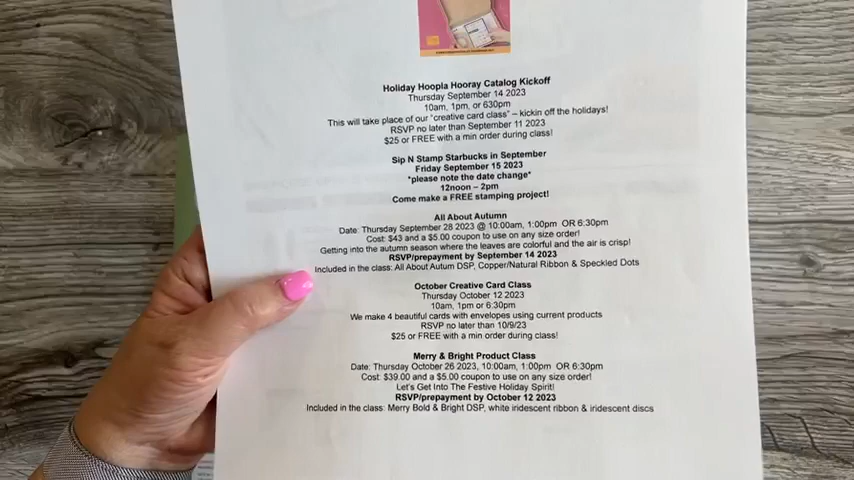 Holiday Hoopla Hooray Catalog Kickoff
Thursday September 14 2023
10am, 1pm, or 630pm
This will take place of our "creative card class" – kickin off the holidays!
RSVP no later than September 11 2023
$25 or FREE with a min order during class!
Sip N Stamp Starbucks in September
Friday September 15 2023
*please note the date change*
12noon – 2pm
Come make a FREE stamping project!
All About Autumn
Date: Thursday September 28 2023 @ 10:00am, 1:00pm OR 6:30pm
Cost: $43 and a $5.00 coupon to use on any size order!
Getting into the autumn season where the leaves are colorful and the air is crisp!
RSVP/prepayment by September 14 2023
Included in the class: All About Autum DSP, Copper/Natural Ribbon & Speckled Dots
October Creative Card Class
Thursday October 12 2023
10am, 1pm or 6:30pm
We make 4 beautiful cards with envelopes using current products
RSVP no later than 10/9/23
$25 or FREE with a min order during class!
Merry & Bright Product Class
Date: Thursday October 26 2023, 10:00am, 1:00pm OR 6:30pm
Cost: $39.00 and a $5.00 coupon to use on any size order!
Let's Get Into The Festive Holiday Spirit!
RSVP/prepayment by October 12 2023
Included in the class: Merry Bold & Bright DSP, white iridescent ribbon & iridescent discs